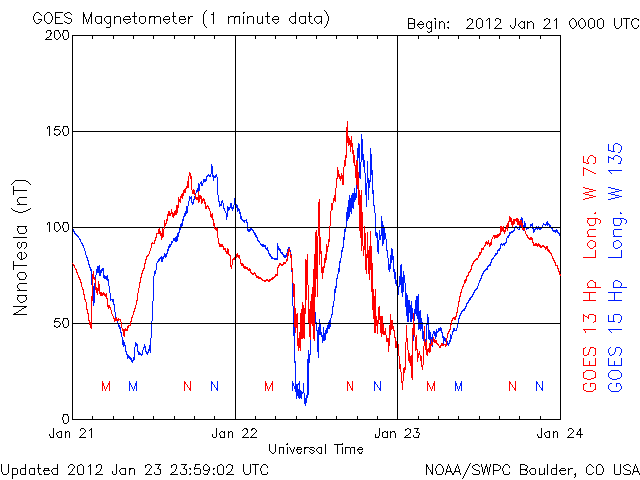 GOES Magnetometer (1 minute data)
Begin: 2012 Jan 21 0000 UTC
200
150
100
50
0
NanoTesla (nT)
M M N N M M N N M M N N
Jan 21 Jan 22 Jan 23 Jan 24
Universal Time
GOES 13 Hp Long. W 75
GOES 15 Hp Long. W 135
Updated 2012 Jan 23 23:59:02 UTC
NOAA/SWPC Boulder, CO USA